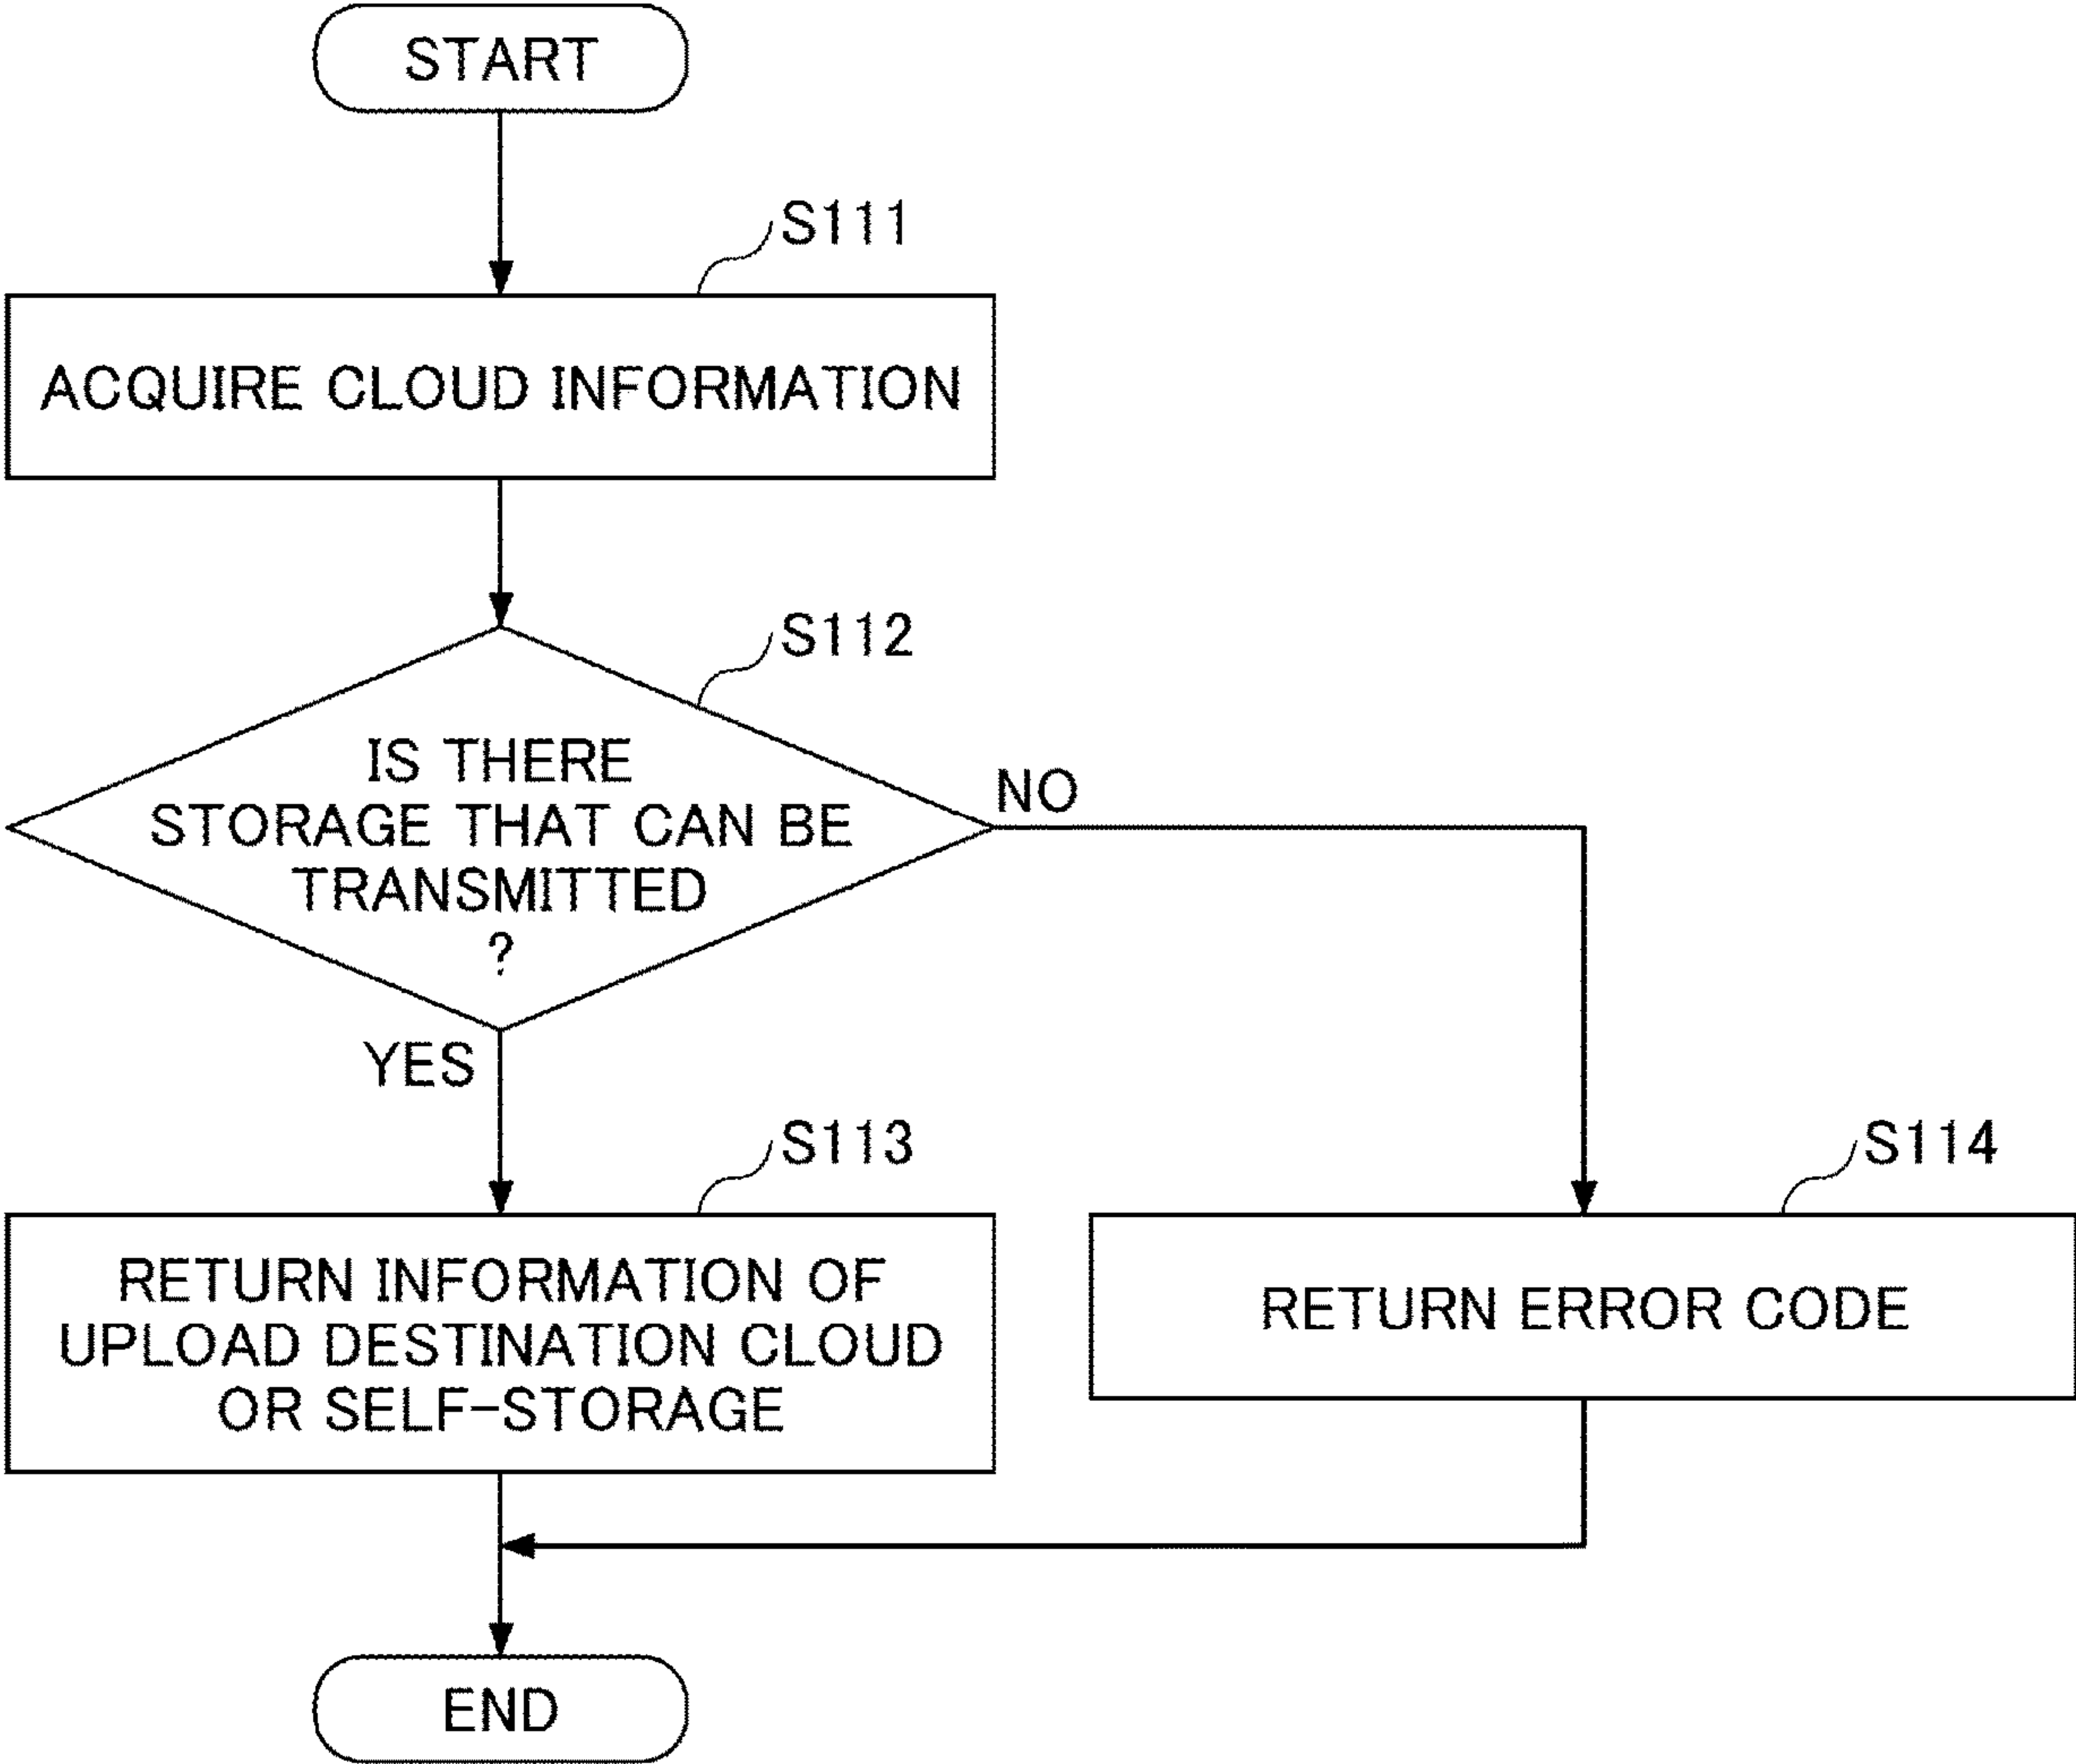 START
S111
ACQUIRE CLOUD INFORMATION
S112
IS THERE
STORAGE THAT CAN BE
TRANSMITTED
?
NO
YES
S113
RETURN INFORMATION OF
UPLOAD DESTINATION CLOUD
OR SELF-STORAGE
S114
RETURN ERROR CODE
END